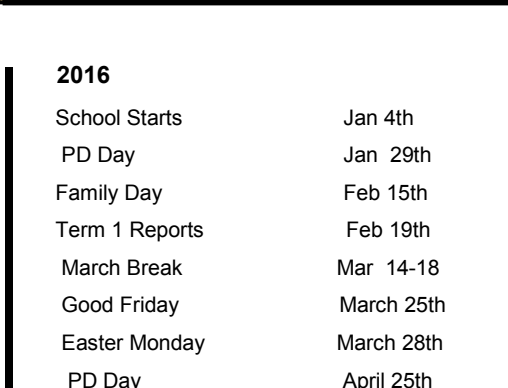 2016
School Starts Jan 4th
PD Day Jan 29th
Family Day Feb 15th
Term 1 Reports Feb 19th
March Break Mar 14-18
Good Friday March 25th
Easter Monday March 28th
PD Day April 25th